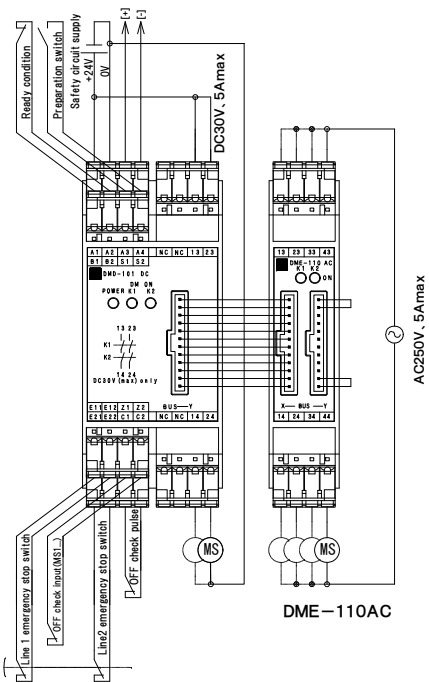 Ready condition
Preparation switch
Safety circuit supply
+24V
0V
[+]
[-]
DC30V、5Amax
A1 A2 A3 A4 NC NC 13 23
B1 B2 S1 S2
DMD-101 DC
DM ON
POWER K1 K2
13 23
K1
K2
14 24
DC30V(max)only
E11 E12 Z1 Z2 BUS—Y
E21 E22 C1 C2 NC NC 14 24
13 23 33 43
DME-110 AC
K1 K2
ON
X— BUS —Y
14 24 34 44
AC250V、5Amax
MS
MS
DME-110AC
Line 1 emergency stop switch
OFF check input(MS1...)
Line2 emergency stop switch
OFF check pulse